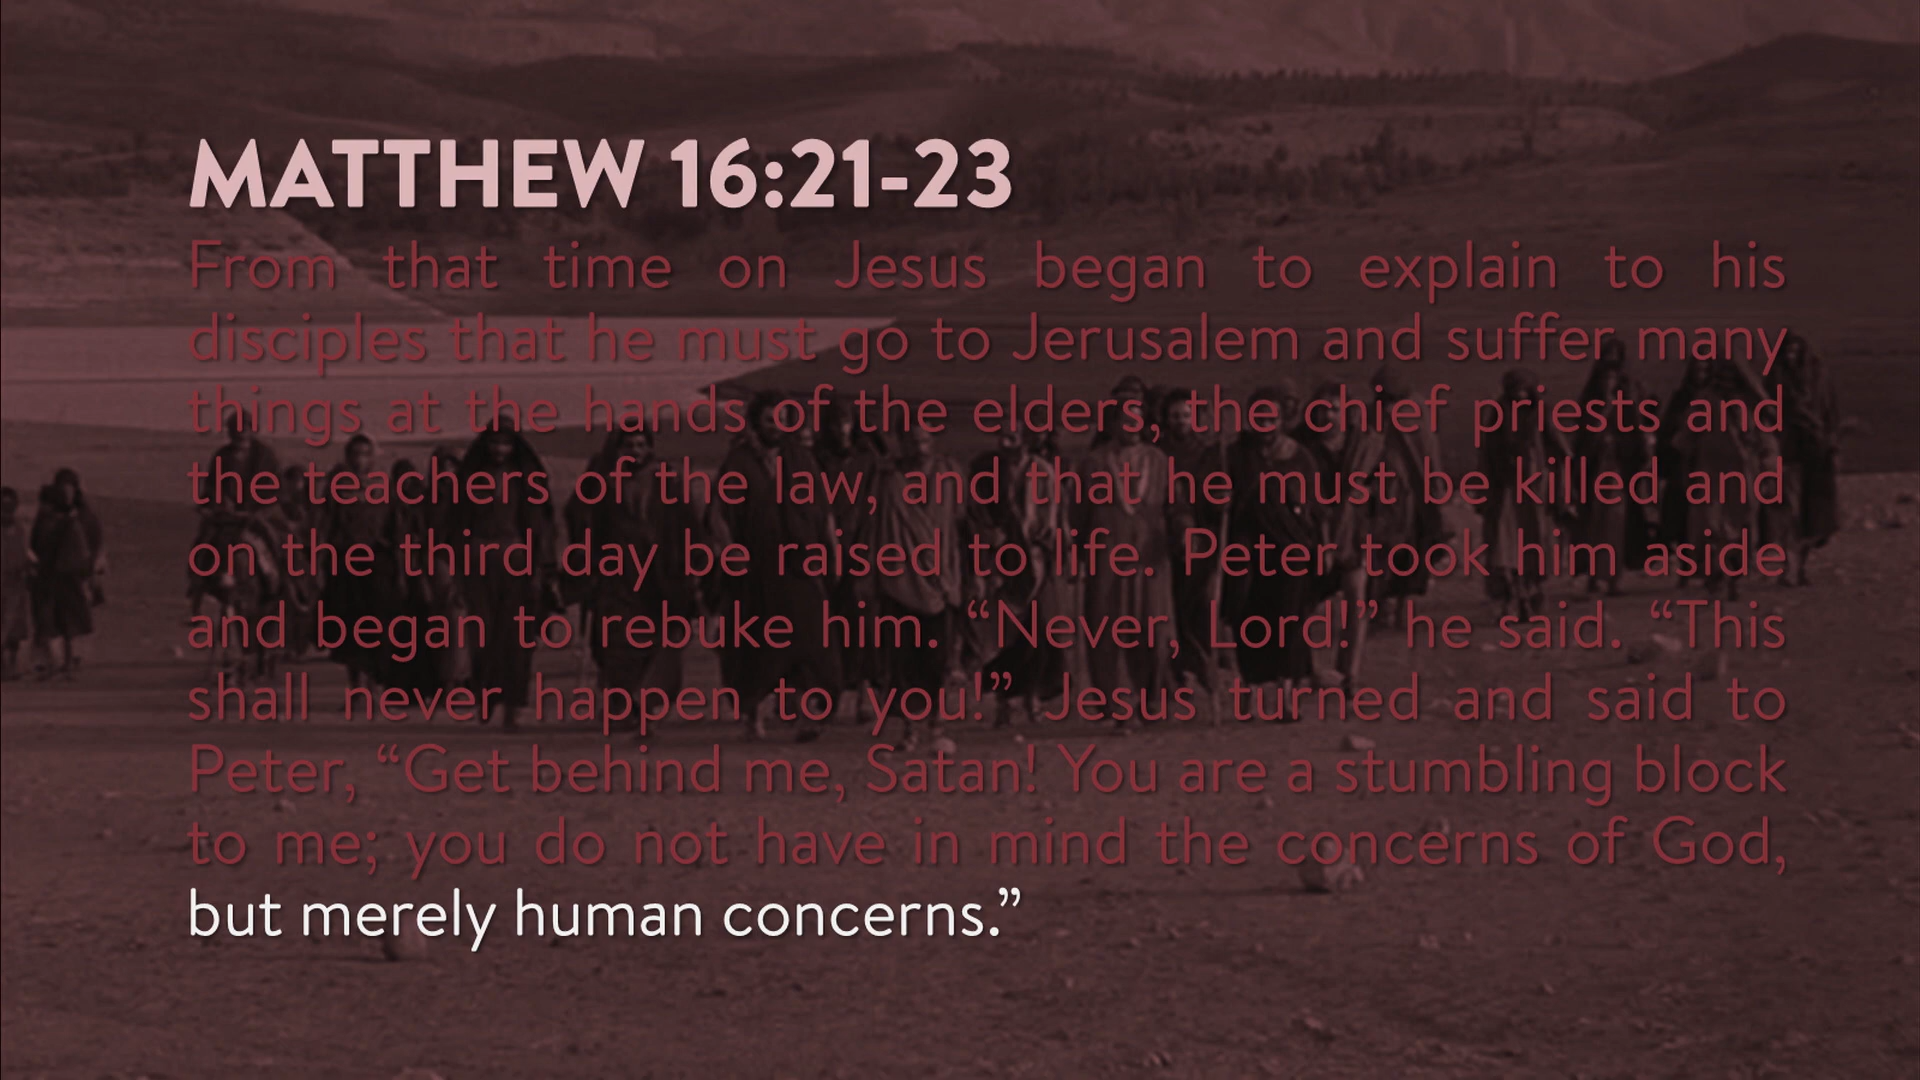 MATTHEW 16:21-23
From that time on Jesus began to explain to his
disciples that he must go to Jerusalem and suffer many
things at the hands of the elders, the chief priests and
the teachers of the law, and that he must be killed and
on the third day be raised to life. Peter took him aside
and began to rebuke him. “Never, Lord!” he said. “This
shall never happen to you!” Jesus turned and said to
Peter, “Get behind me, Satan! You are a stumbling block
to me; you do not have in mind the concerns of God,
but merely human concerns.”